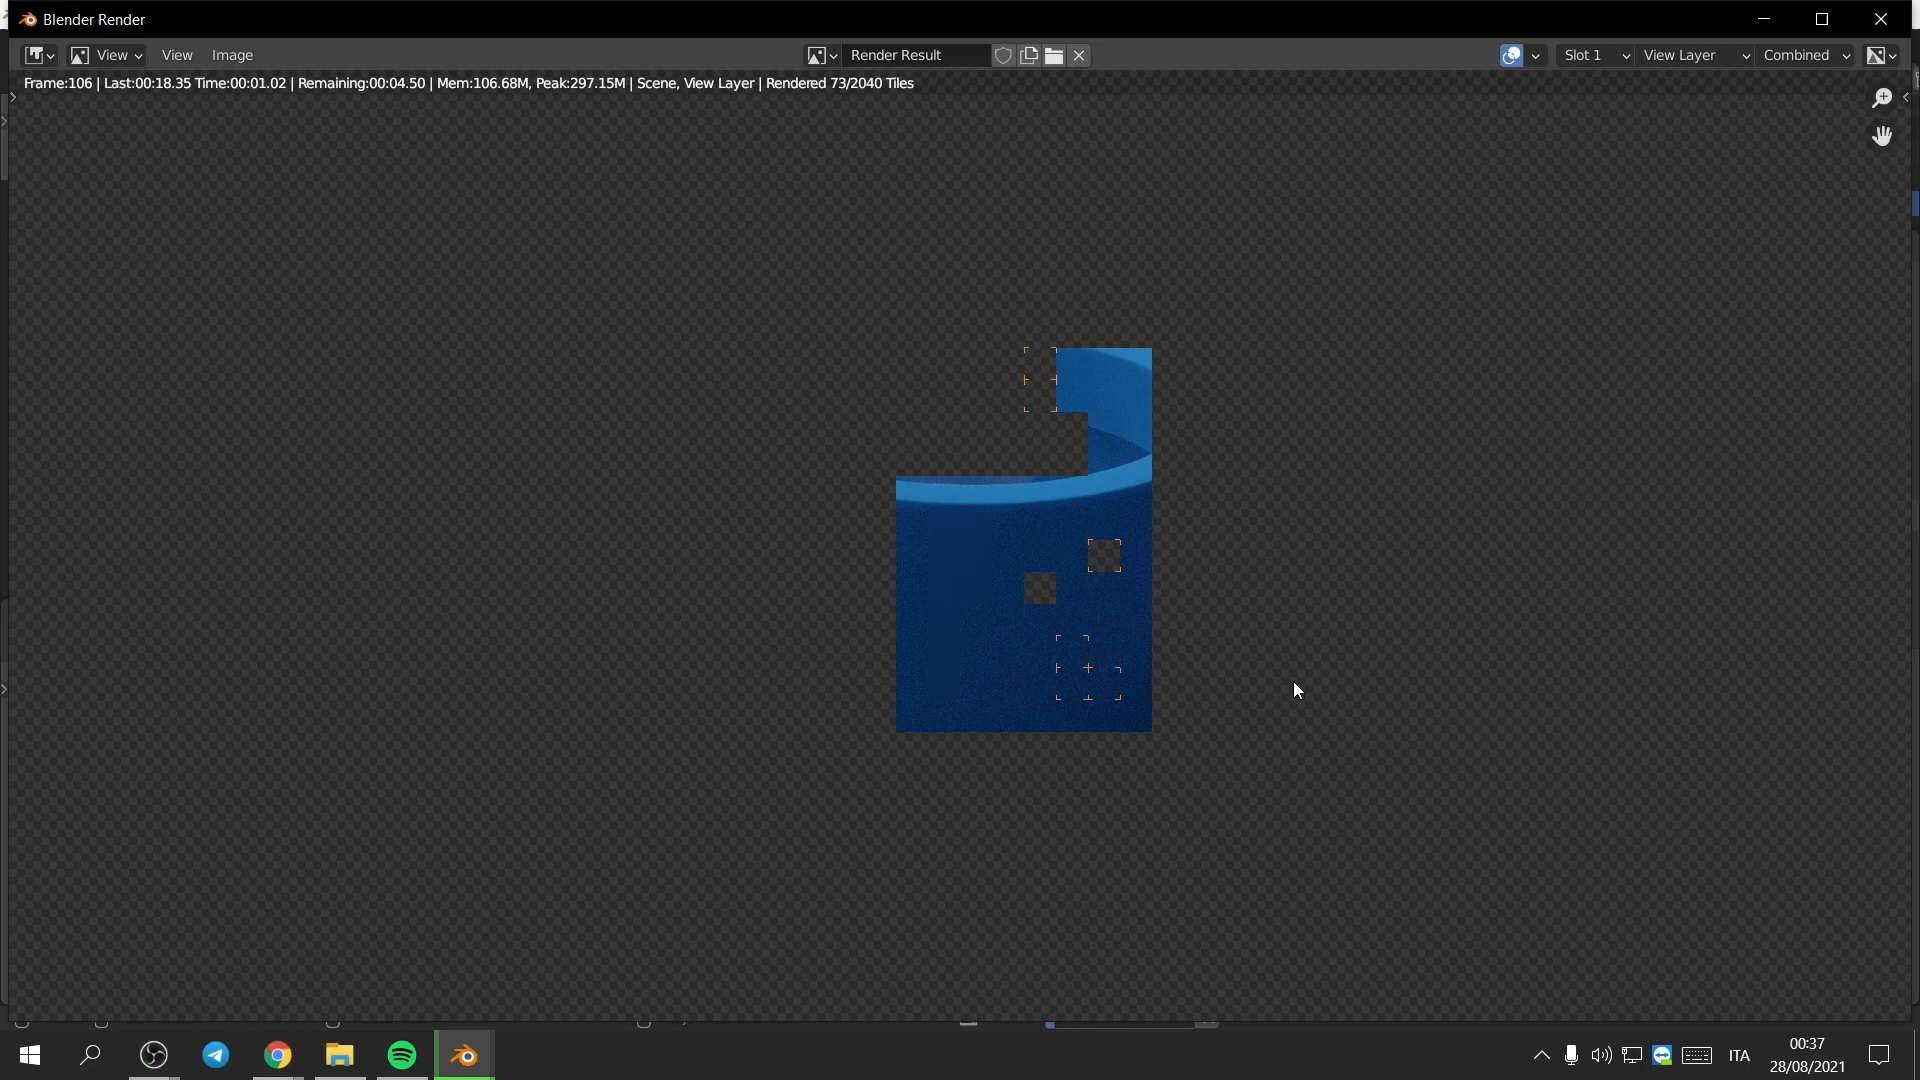 Blender Render
View View Image Render Result Slot 1 View Layer Combined
Frame:106 | Last:00:18.35 Time:00:01.02 | Remaining:00:04.50 | Mem:106.68M, Peak:297.15M | Scene, View Layer | Rendered 73/2040 Tiles
ITA
00:37
28/08/2021